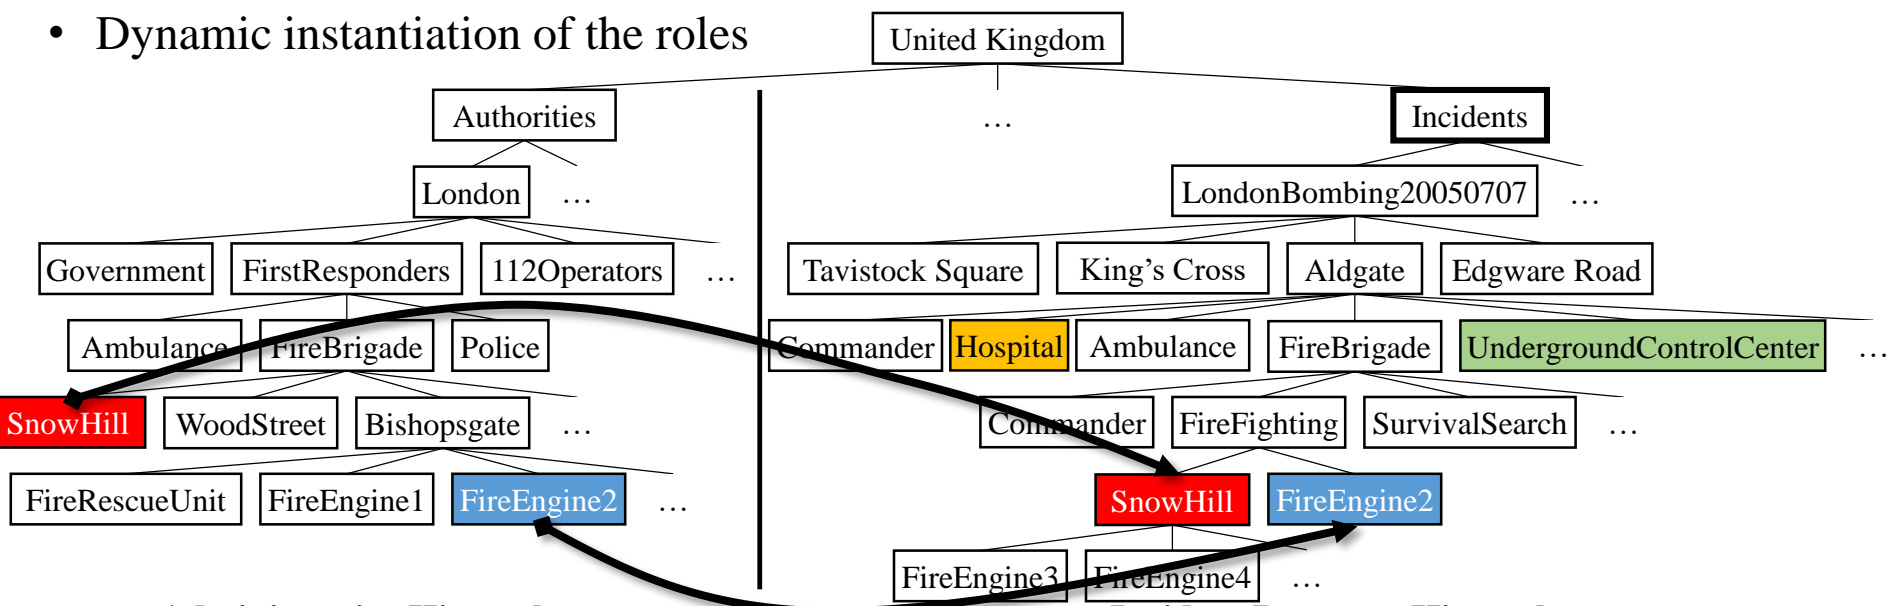 • Dynamic instantiation of the roles
United Kingdom
Authorities
…
Incidents
London
…
LondonBombing20050707
…
Government
FirstResponders
112Operators
…
Tavistock Square
King's Cross
Aldgate
Edgware Road
Ambulance
FireBrigade
Police
Commander
Hospital
Ambulance
FireBrigade
UndergroundControlCenter
…
SnowHill
WoodStreet
Bishopsgate
…
Commander
FireFighting
SurvivalSearch
…
FireRescueUnit
FireEngine1
FireEngine2
…
SnowHill
FireEngine2
FireEngine3
FireEngine4
…